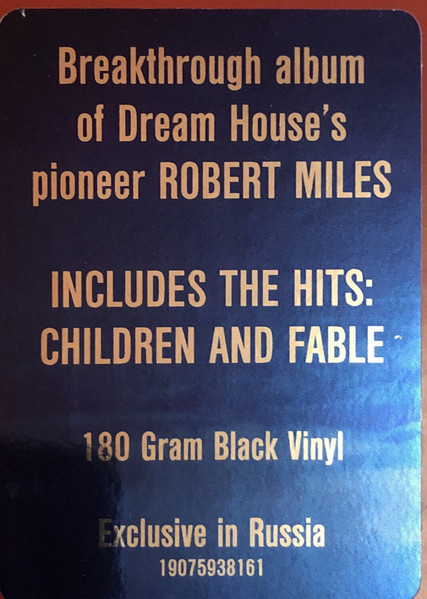 Breakthrough album
of Dream House's
pioneer ROBERT MILES
INCLUDES THE HITS:
CHILDREN AND FABLE
180 Gram Black Vinyl
Exclusive in Russia
19075938161